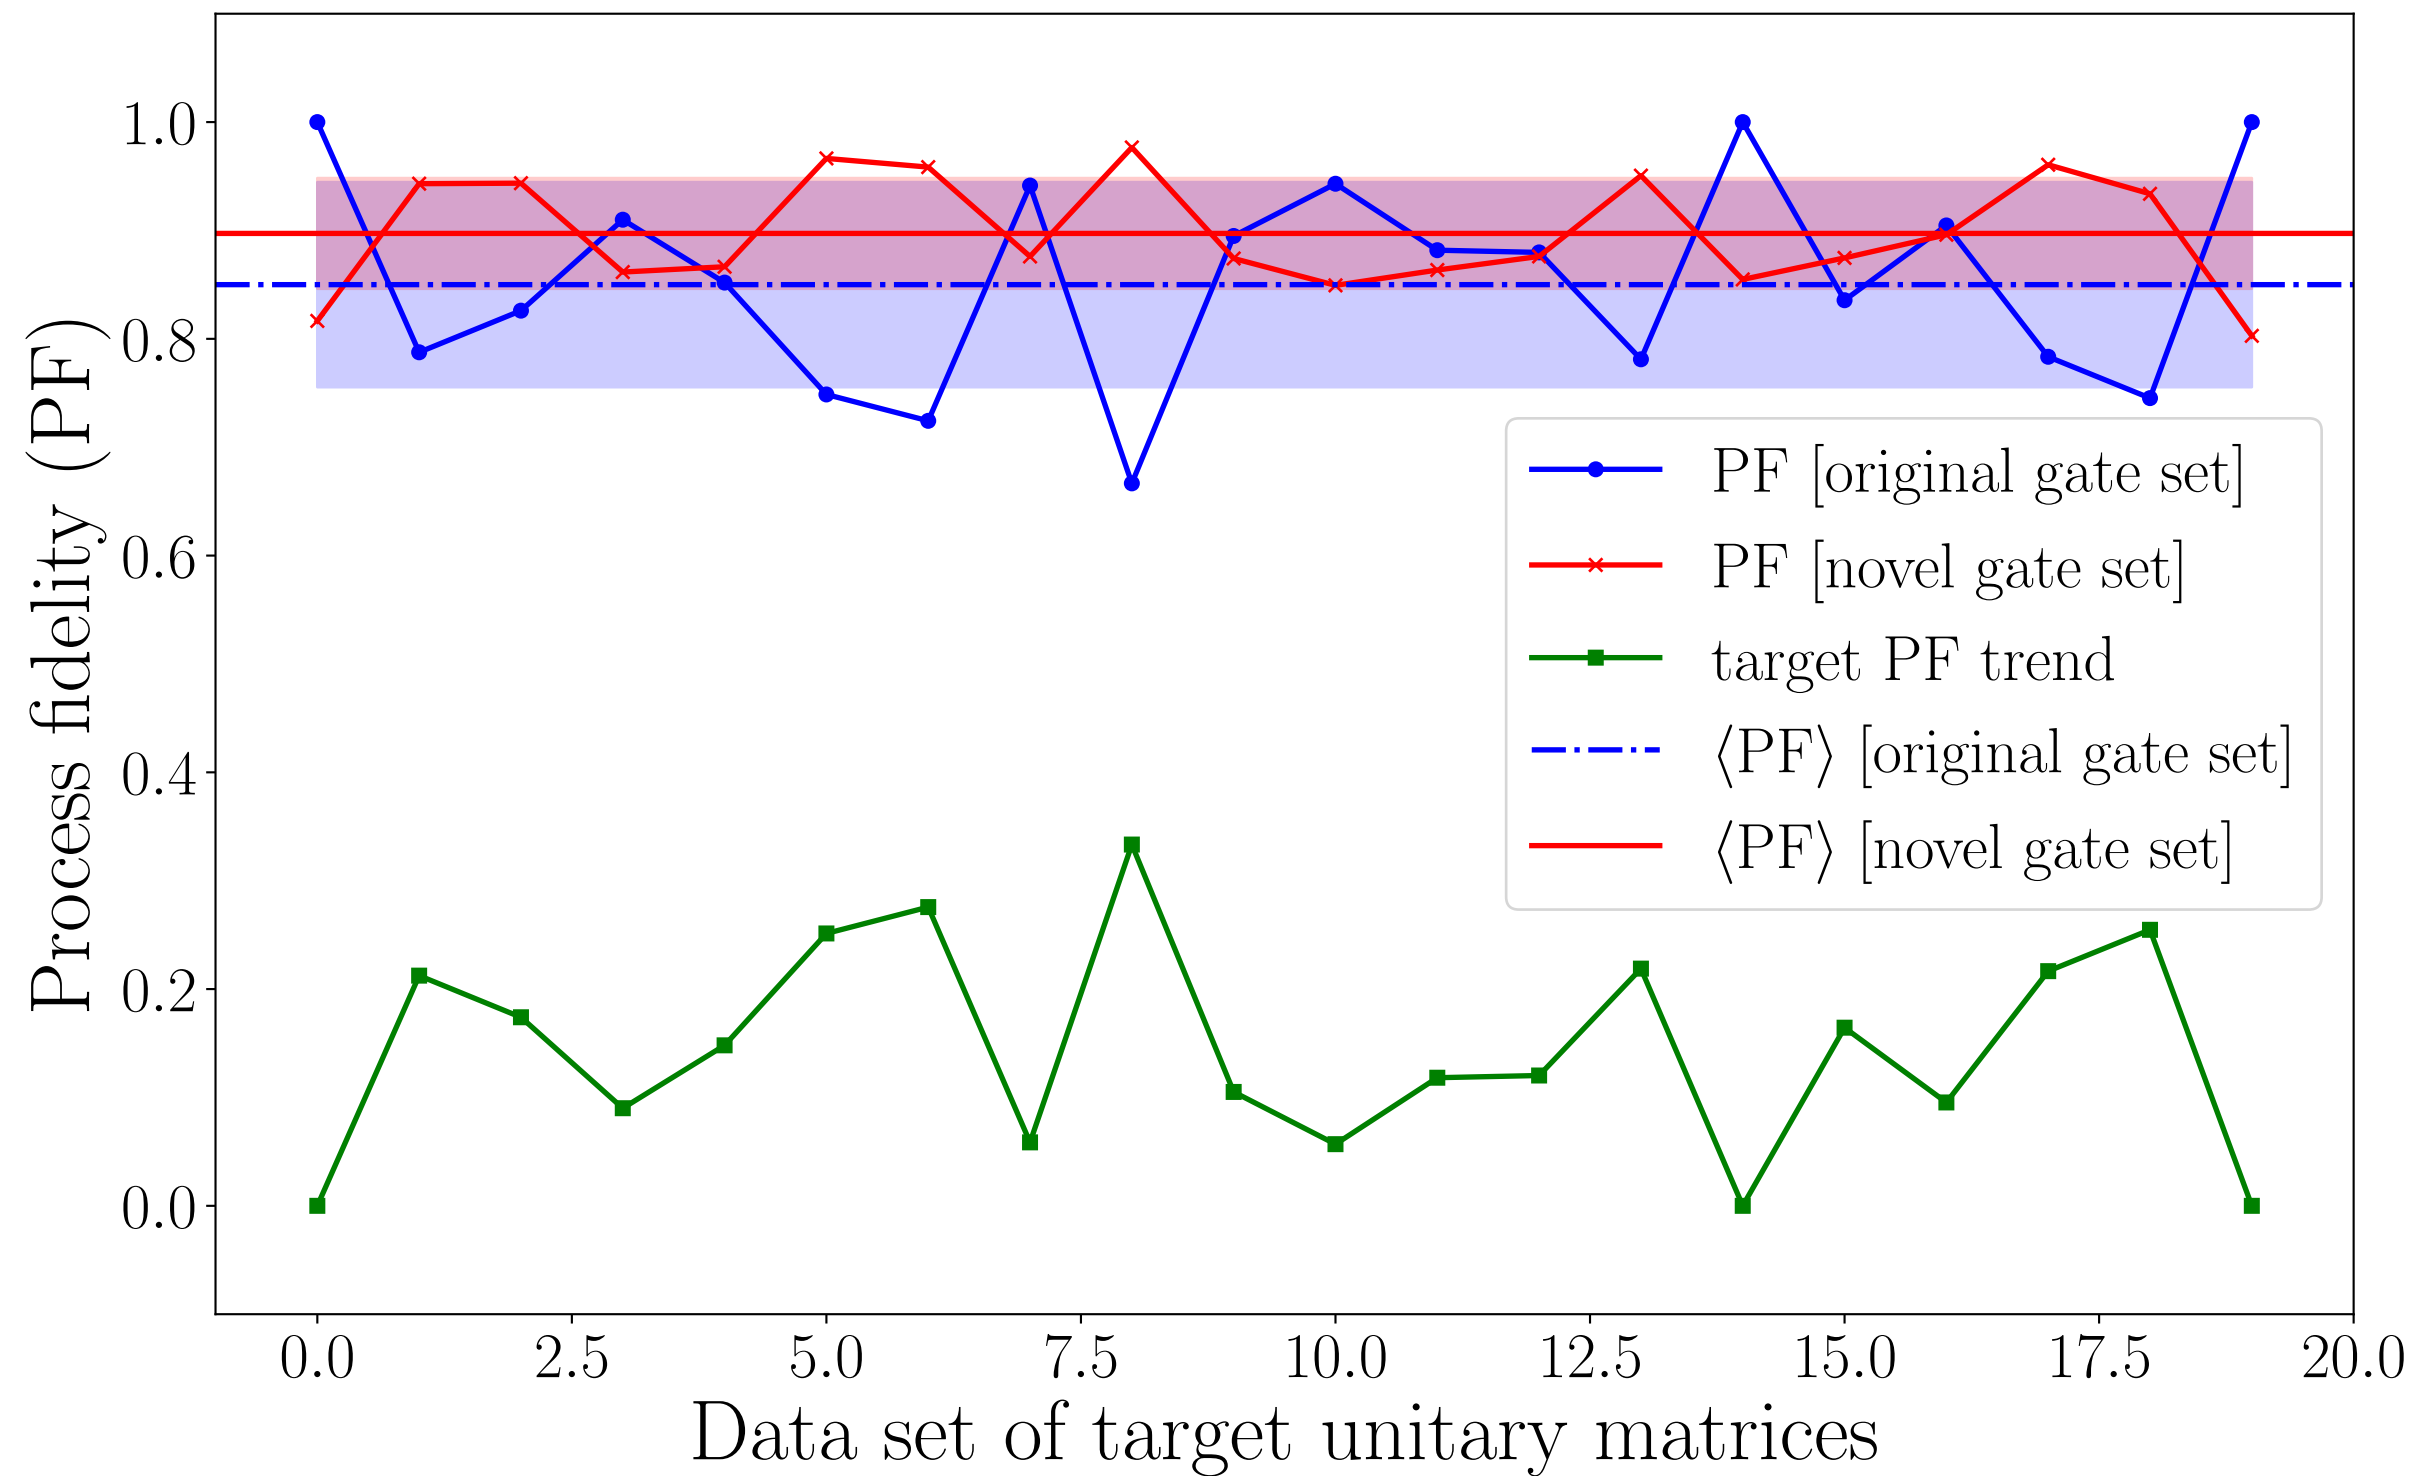 Process fidelity (PF)
1.0
0.8
0.6
0.4
0.2
0.0
PF [original gate set]
PF [novel gate set]
target PF trend
⟨PF⟩ [original gate set]
⟨PF⟩ [novel gate set]
0.0 2.5 5.0 7.5 10.0 12.5 15.0 17.5 20.0
Data set of target unitary matrices